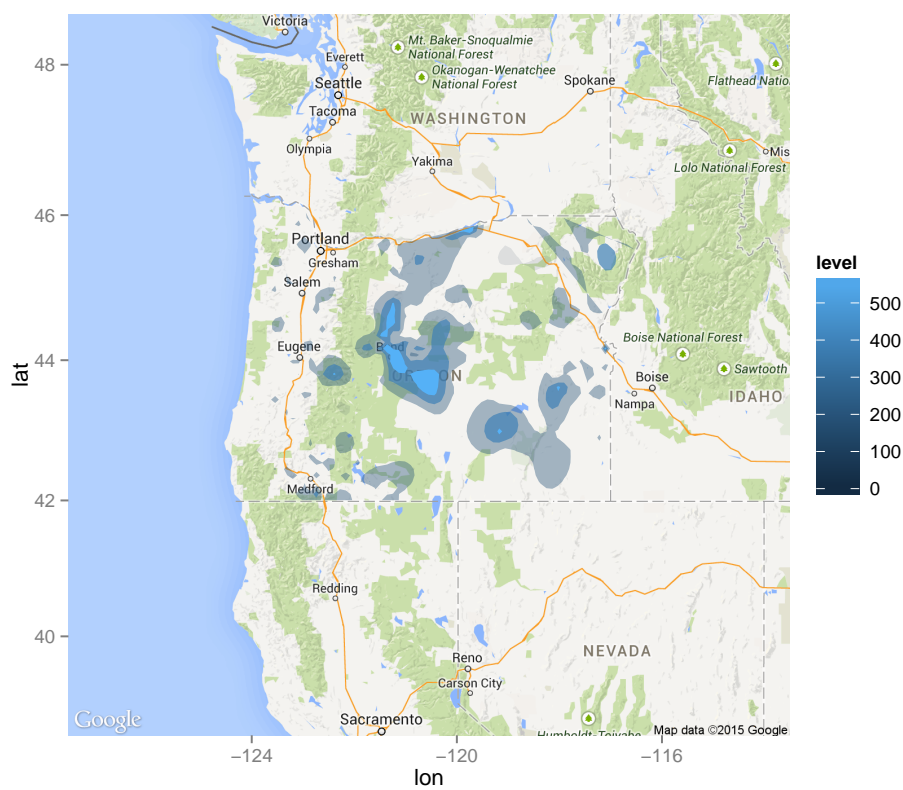 Victoria
Mt. Baker-Snoqualmie
National Forest
Everett
Okanogan-Wenatchee
National Forest
Seattle
Spokane
Flathead Natio
Tacoma
WASHINGTON
Olympia
Yakima
Mis
Lolo National Forest
Portland
Gresham
Salem
Eugene
Boise National Forest
Sawtooth
Boise
Nampa
IDAHO
Medford
Redding
Reno
Carson City
NEVADA
Sacramento
Google
Map data ©2015 Google
48
46
44
42
40
lat
−124
−120
−116
lon
level
500
400
300
200
100
0